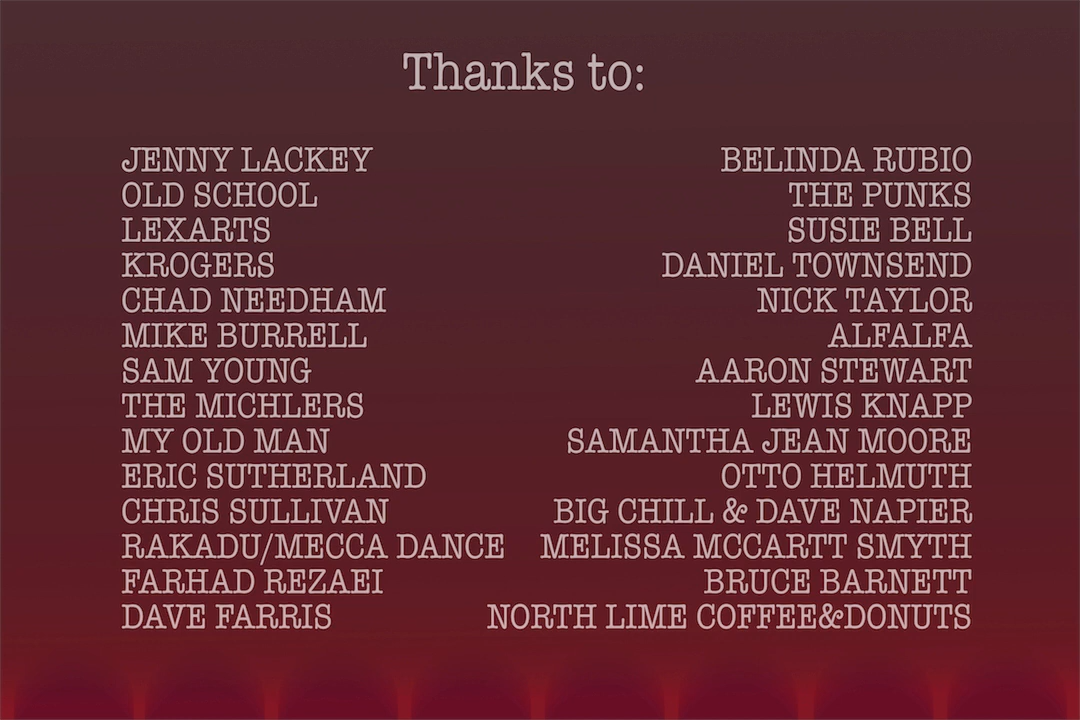 Thanks to:
JENNY LACKEY
OLD SCHOOL
LEXARTS
KROGERS
CHAD NEEDHAM
MIKE BURRELL
SAM YOUNG
THE MICHLERS
MY OLD MAN
ERIC SUTHERLAND
CHRIS SULLIVAN
RAKADU/MECCA DANCE
FARHAD REZAEI
DAVE FARRIS
BELINDA RUBIO
THE PUNKS
SUSIE BELL
DANIEL TOWNSEND
NICK TAYLOR
ALFALFA
AARON STEWART
LEWIS KNAPP
SAMANTHA JEAN MOORE
OTTO HELMUTH
BIG CHILL & DAVE NAPIER
MELISSA MCCARTT SMYTH
BRUCE BARNETT
NORTH LIME COFFEE&DONUTS